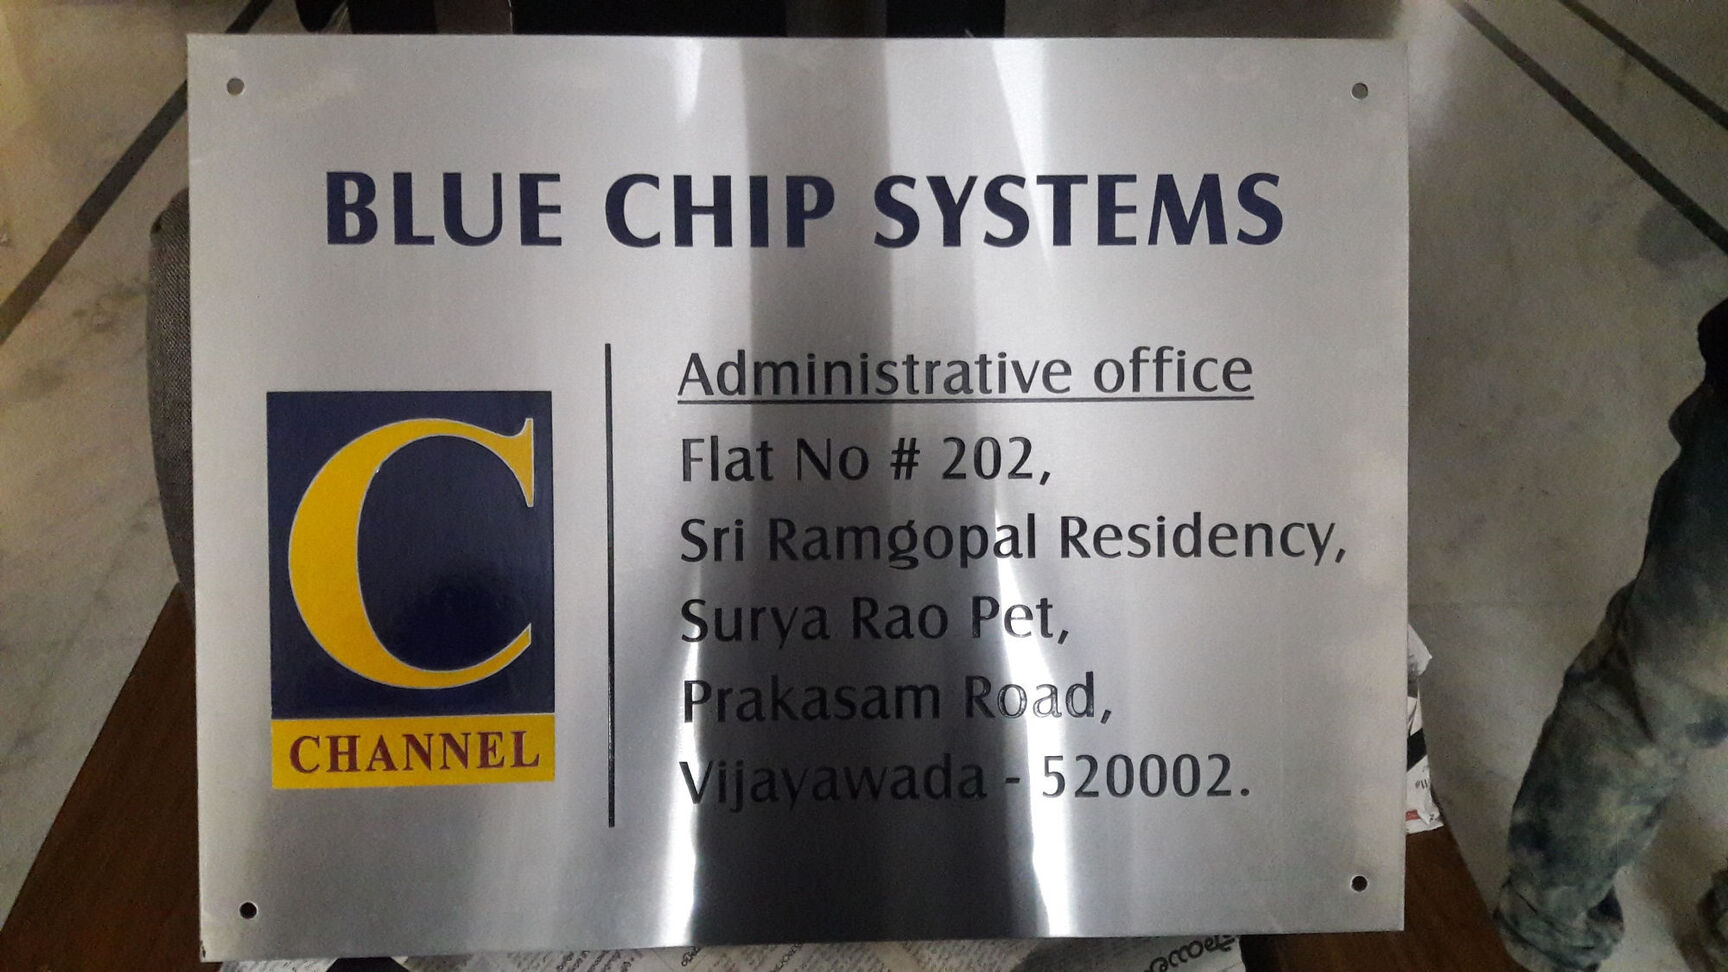 BLUE CHIP SYSTEMS
C
CHANNEL
Administrative office
Flat No # 202,
Sri Ramgopal Residency,
Surya Rao Pet,
Prakasam Road,
Vijayawada - 520002.